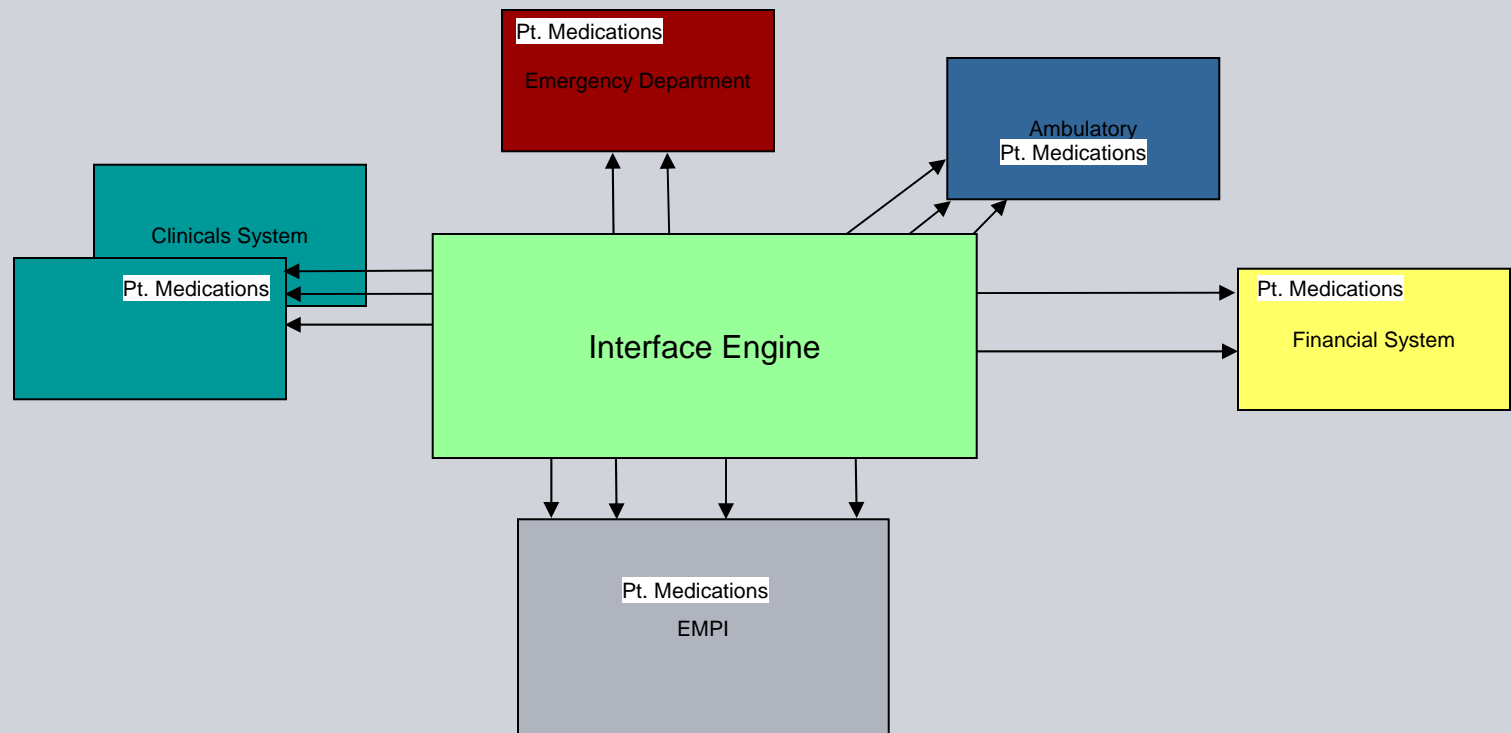 Pt. Medications
Emergency Department
Ambulatory
Pt. Medications
Clinicals System
Pt. Medications
Pt. Medications
Financial System
Interface Engine
Pt. Medications
EMPI